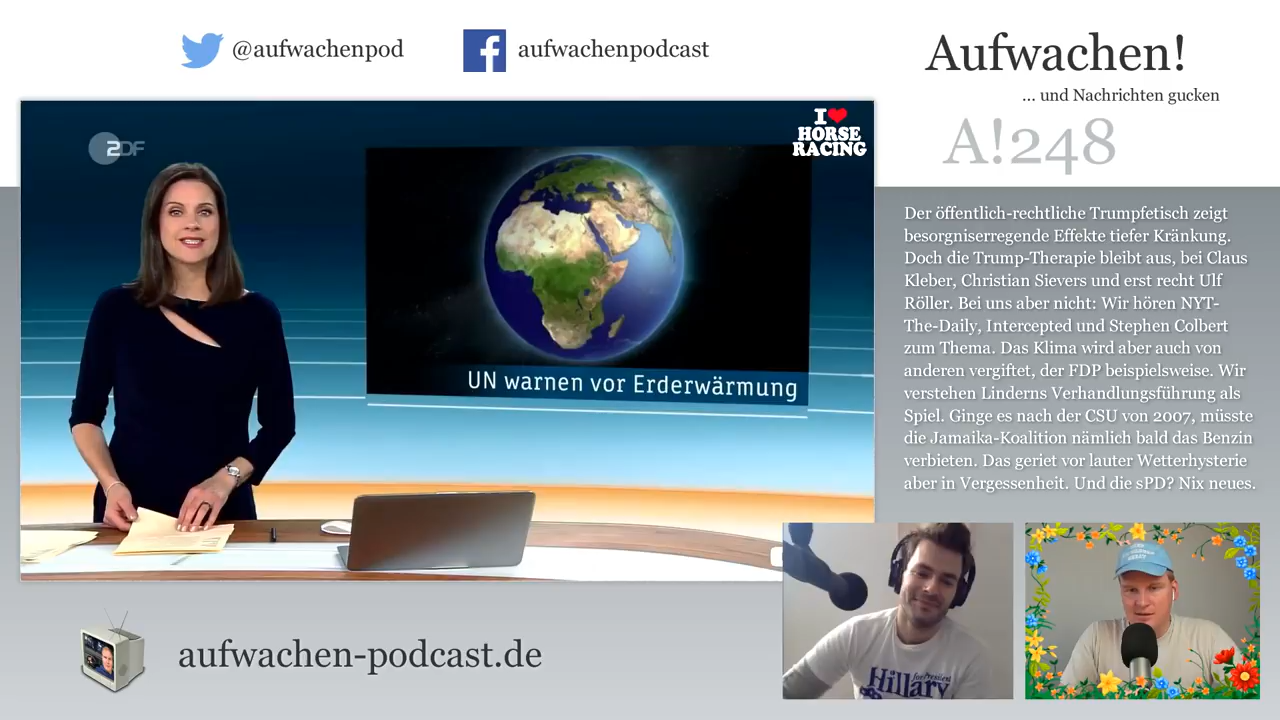 @aufwachenpod
aufwachenpodcast
Aufwachen!
... und Nachrichten gucken
A!248
ZDF
I
HORSE
RACING
UN warnen vor Erderwärmung
Der öffentlich-rechtliche Trumpfetisch zeigt
besorgniserregende Effekte tiefer Kränkung.
Doch die Trump-Therapie bleibt aus, bei Claus
Kleber, Christian Sievers und erst recht Ulf
Röller. Bei uns aber nicht: Wir hören NYT-
The-Daily, Intercepted und Stephen Colbert
zum Thema. Das Klima wird aber auch von
anderen vergiftet, der FDP beispielsweise. Wir
verstehen Linderns Verhandlungsführung als
Spiel. Ginge es nach der CSU von 2007, müsste
die Jamaika-Koalition nämlich bald das Benzin
verbieten. Das geriet vor lauter Wetterhysterie
aber in Vergessenheit. Und die sPD? Nix neues.
Hillary
aufwachen-podcast.de